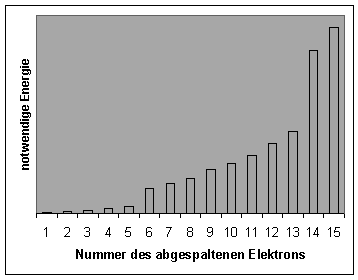 notwendige Energie
1 2 3 4 5 6 7 8 9 10 11 12 13 14 15
Nummer des abgespaltenen Elektrons